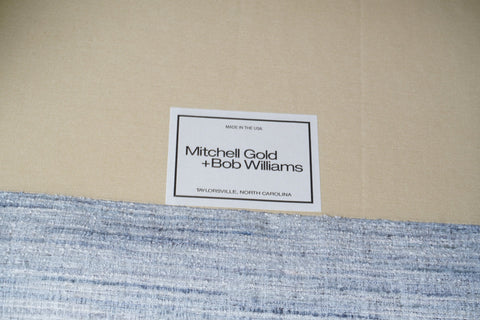 MADE IN THE USA
Mitchell Gold
+Bob Williams
TAYLORSVILLE, NORTH CAROLINA